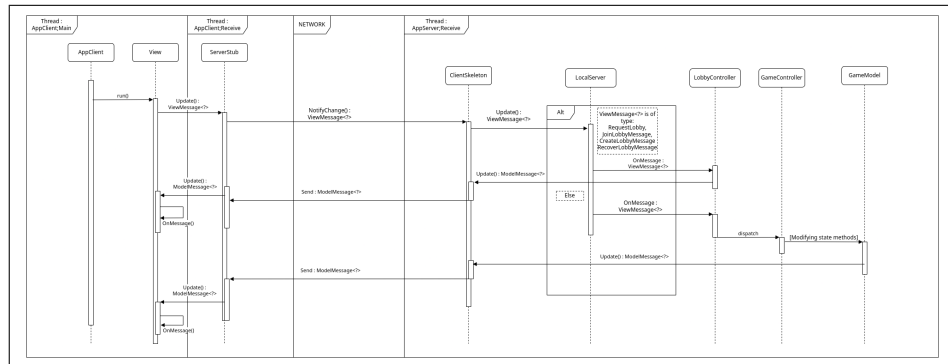 Thread :
AppClient;Main
Thread :
AppClient;Receive
NETWORK
Thread :
AppServer;Receive
AppClient
View
ServerStub
ClientSkeleton
LocalServer
LobbyController
GameController
GameModel
run()
Update() :
ViewMessage<?>
NotifyChange() :
ViewMessage<?>
Update() :
ViewMessage<?>
Alt
ViewMessage<?> is of
type:
RequestLobby,
JoinLobbyMessage,
CreateLobbyMessage
RecoverLobbyMessage
OnMessage :
ViewMessage<?>
Update() : ModelMessage<?>
Send : ModelMessage<?>
Update() :
ModelMessage<?>
OnMessage()
Else
OnMessage :
ViewMessage<?>
dispatch
[Modifying state methods]
Update() : ModelMessage<?>
Send : ModelMessage<?>
Update() :
ModelMessage<?>
OnMessage()